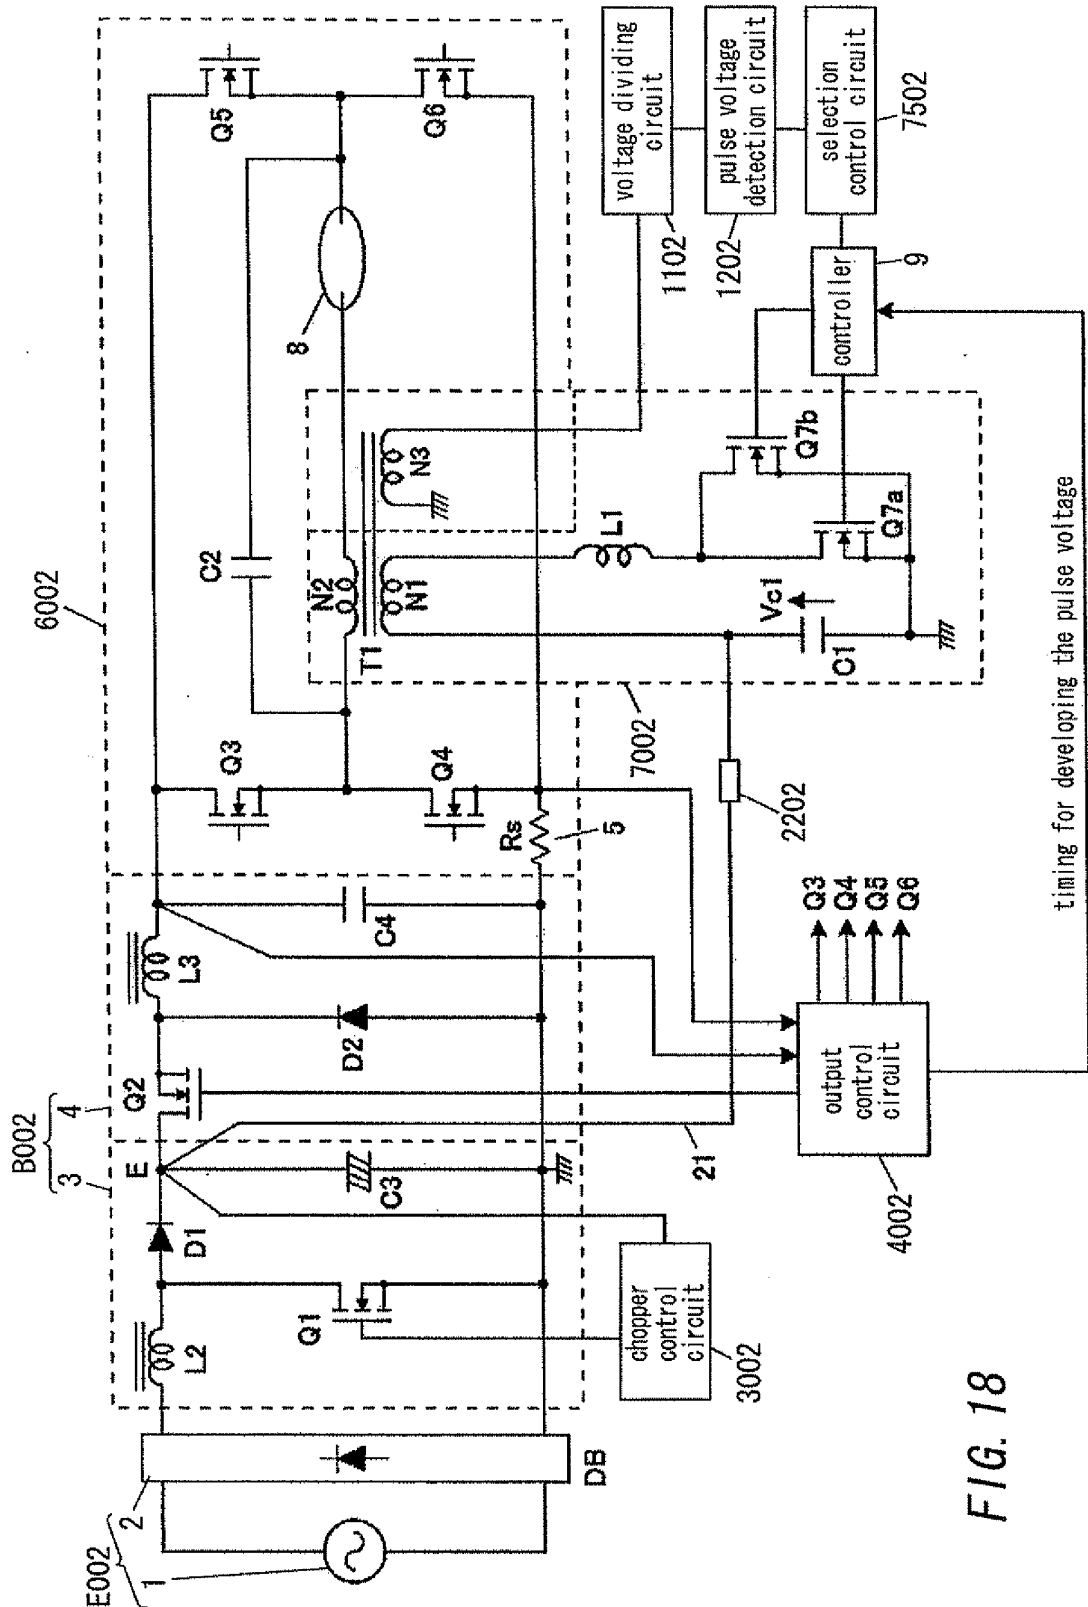 6002
B002
3
4
E002
1
2
DB
L2
Q1
D1
E
C3
Q2
D2
L3
C4
Rs
5
Q3
Q4
C2
T1
N2
N1
N3
8
Q5
Q6
L1
Vc1
C1
Q7a
Q7b
7002
2202
21
chopper
control
circuit
3002
output
control
circuit
4002
Q3
Q4
Q5
Q6
voltage dividing
circuit
1102
pulse voltage
detection circuit
1202
selection
control circuit
7502
controller
9
timing for developing the pulse voltage
FIG. 18